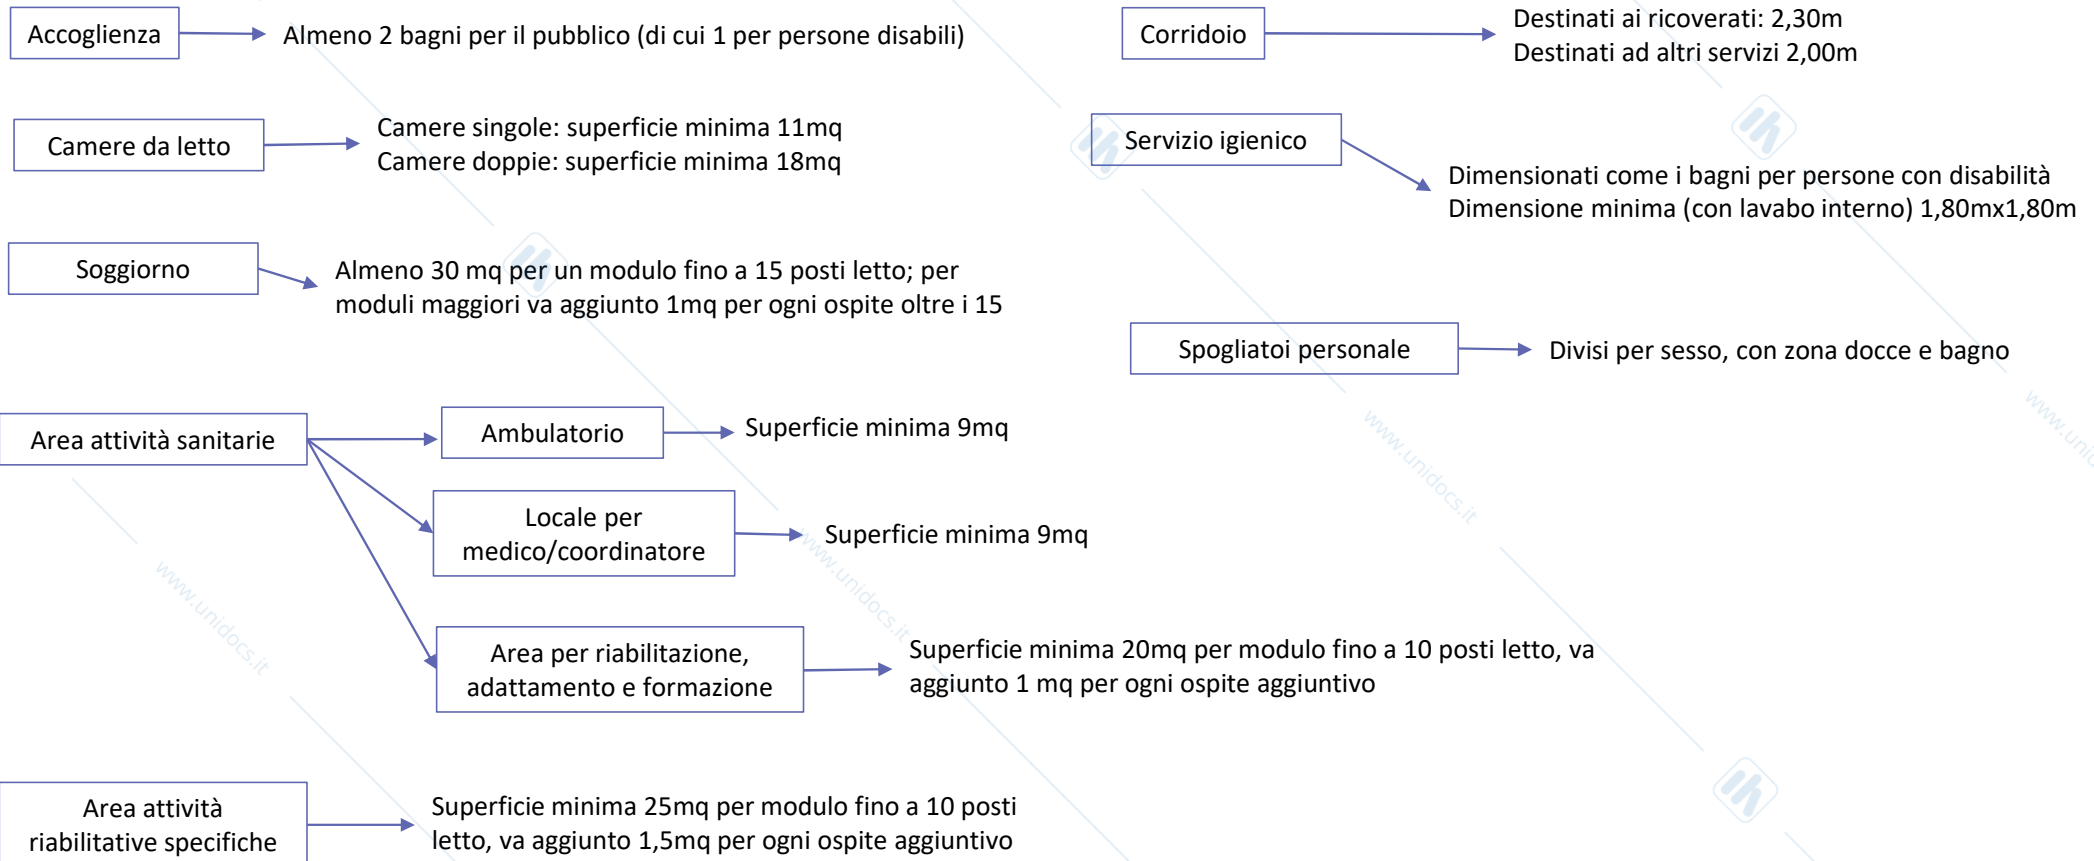 Accoglienza
Almeno 2 bagni per il pubblico (di cui 1 per persone disabili)
Camere da letto
Camere singole: superficie minima 11mq
Camere doppie: superficie minima 18mq
Soggiorno
Almeno 30 mq per un modulo fino a 15 posti letto; per
moduli maggiori va aggiunto 1mq per ogni ospite oltre i 15
Area attività sanitarie
Ambulatorio
Superficie minima 9mq
Locale per
medico/coordinatore
Superficie minima 9mq
Area per riabilitazione,
adattamento e formazione
Superficie minima 20mq per modulo fino a 10 posti letto, va
aggiunto 1 mq per ogni ospite aggiuntivo
Area attività
riabilitative specifiche
Superficie minima 25mq per modulo fino a 10 posti
letto, va aggiunto 1,5mq per ogni ospite aggiuntivo
Corridoio
Destinati ai ricoverati: 2,30m
Destinati ad altri servizi 2,00m
Servizio igienico
Dimensionati come i bagni per persone con disabilità
Dimensione minima (con lavabo interno) 1,80mx1,80m
Spogliatoi personale
Divisi per sesso, con zona docce e bagno
www.unidocs.it
www.unidocs.it
www.unidocs.it
www.unid